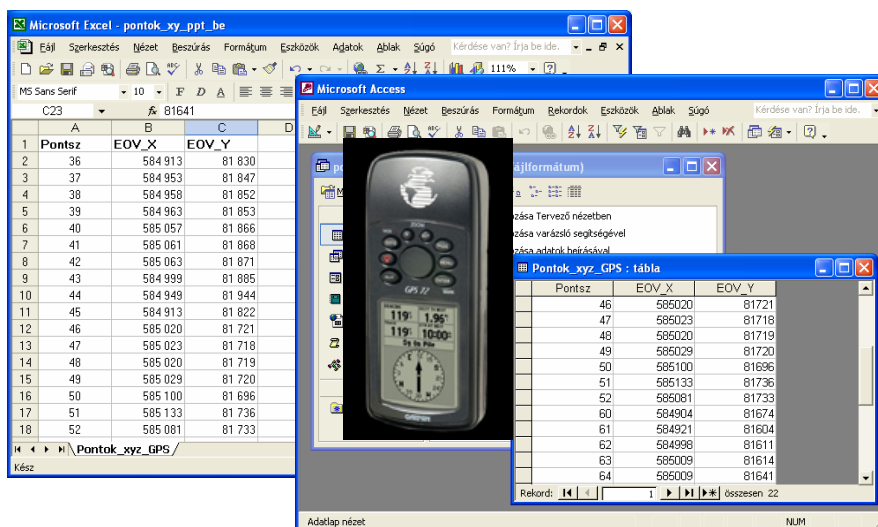 Microsoft Excel - pontok_xy_ppt_be
Fájl Szerkesztés Nézet Beszúrás Formátum Eszközök Adatok Ablak Súgó Kérdése van? Írja be ide.
111%
MS Sans Serif 10 F D A
C23 fx 81641
A B C D
1 Pontsz EOV_X EOV_Y
2 36 584 913 81 830
3 37 584 953 81 847
4 38 584 958 81 852
5 39 584 963 81 853
6 40 585 057 81 866
7 41 585 061 81 868
8 42 585 063 81 871
9 43 584 999 81 885
10 44 584 949 81 944
11 45 584 913 81 822
12 46 585 020 81 721
13 47 585 023 81 718
14 48 585 020 81 719
15 49 585 029 81 720
16 50 585 100 81 696
17 51 585 133 81 736
18 52 585 081 81 733
Pontok_xyz_GPS
Kész
Microsoft Access
Fájl Szerkesztés Nézet Beszúrás Formátum Rekordok Eszközök Ablak Súgó Kérdése van? Írja be ide.
po
ájlformátum)
M
zása Tervező nézetben
ozása varázsló segítségével
zása adatok beírásával
ZOOM
GPS 72
119° 1.96
119° 10:00
GARMIN
Pontok_xyz_GPS : tábla
Pontsz EOV_X EOV_Y
46 585020 81721
47 585023 81718
48 585020 81719
49 585029 81720
50 585100 81696
51 585133 81736
52 585081 81733
60 584904 81674
61 584921 81604
62 584998 81611
63 585009 81614
64 585009 81641
Rekord: 1 összesen 22
Adatlap nézet NUM